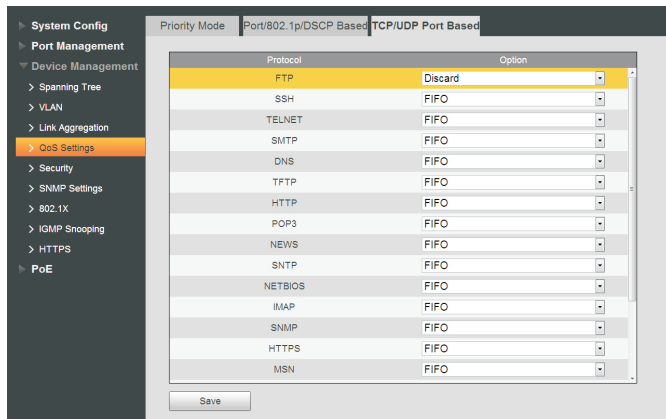 System Config
Port Management
Device Management
> Spanning Tree
> VLAN
> Link Aggregation
> QoS Settings
> Security
> SNMP Settings
> 802.1X
> IGMP Snooping
> HTTPS
PoE
Priority Mode Port/802.1p/DSCP Based TCP/UDP Port Based
Protocol Option
FTP Discard
SSH FIFO
TELNET FIFO
SMTP FIFO
DNS FIFO
TFTP FIFO
HTTP FIFO
POP3 FIFO
NEWS FIFO
SNTP FIFO
NETBIOS FIFO
IMAP FIFO
SNMP FIFO
HTTPS FIFO
MSN FIFO
Save